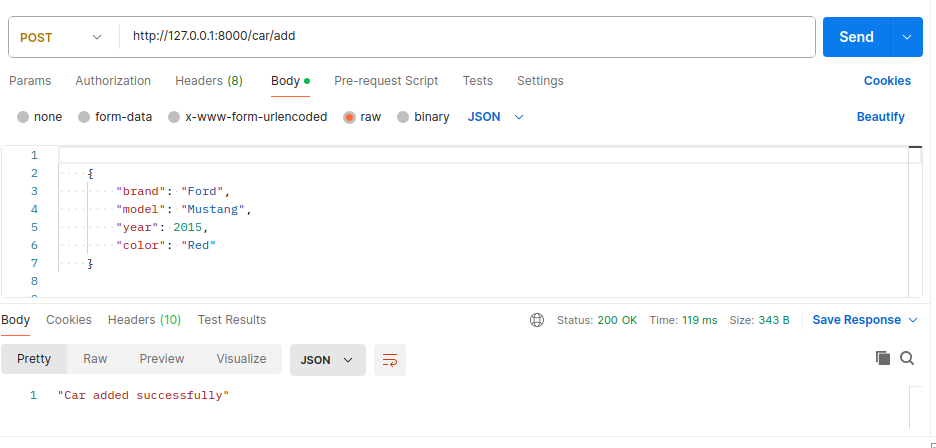 POST http://127.0.0.1:8000/car/add Send
Params Authorization Headers (8) Body Pre-request Script Tests Settings Cookies
none form-data x-www-form-urlencoded raw binary JSON Beautify
1
2 {
3 "brand": "Ford",
4 "model": "Mustang",
5 "year": 2015,
6 "color": "Red"
7 }
8
Body Cookies Headers (10) Test Results Status: 200 OK Time: 119 ms Size: 343 B Save Response
Pretty Raw Preview Visualize JSON
1 "Car added successfully"